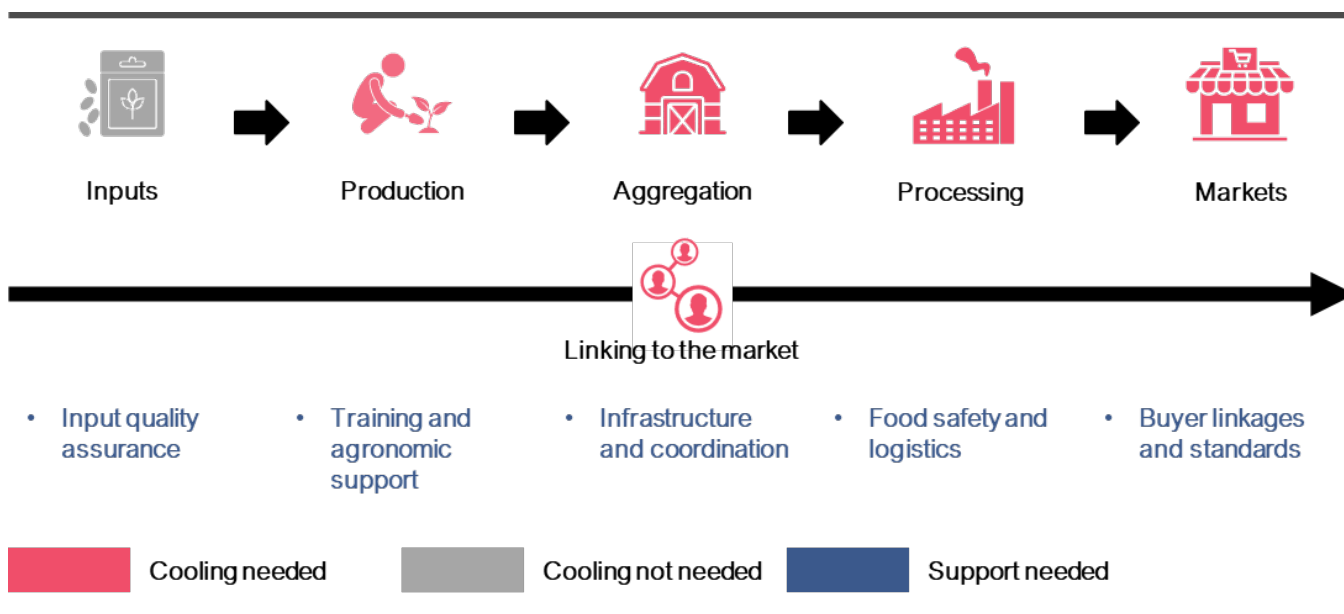 Inputs
Production
Aggregation
Processing
Markets
Linking to the market
• Input quality
assurance
• Training and
agronomic
support
• Infrastructure
and coordination
• Food safety and
logistics
• Buyer linkages
and standards
Cooling needed
Cooling not needed
Support needed